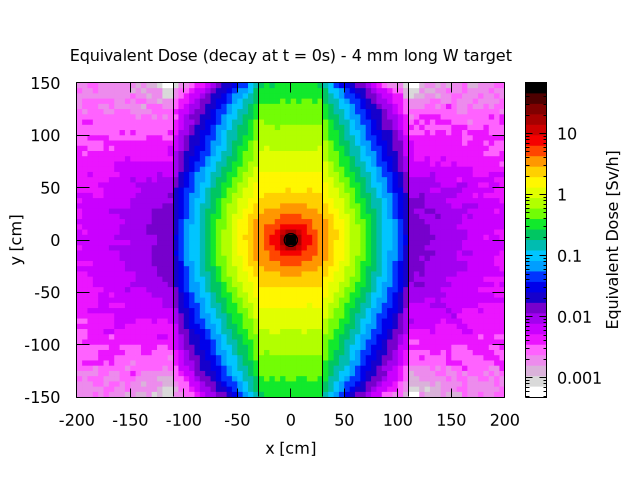 Equivalent Dose (decay at t = 0s) - 4 mm long W target
150
100
50
0
-50
-100
-150
y [cm]
-200 -150 -100 -50 0 50 100 150 200
x [cm]
10
1
0.1
0.01
0.001
Equivalent Dose [Sv/h]